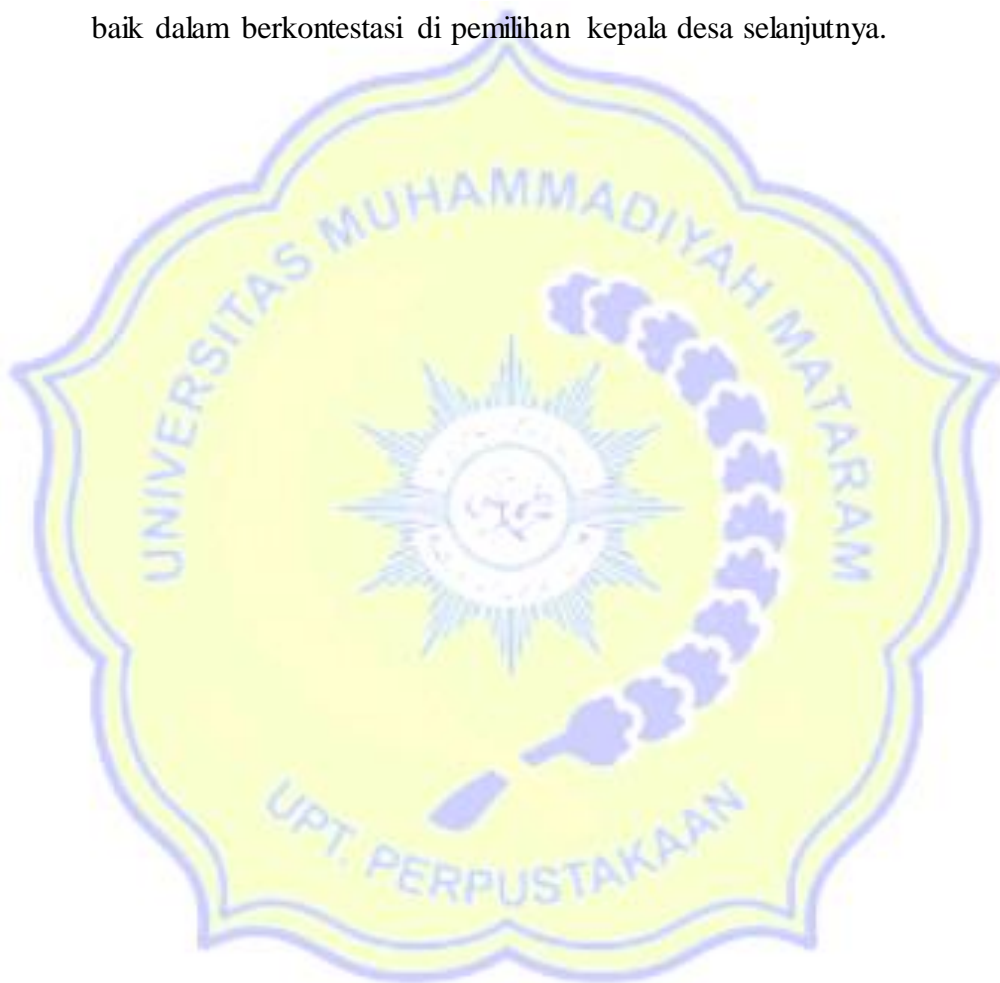 baik dalam berkontestasi di pemilihan kepala desa selanjutnya.
UNIVERSITAS MUHAMMADIYAH MATARAM
UPT. PERPUSTAKAAN